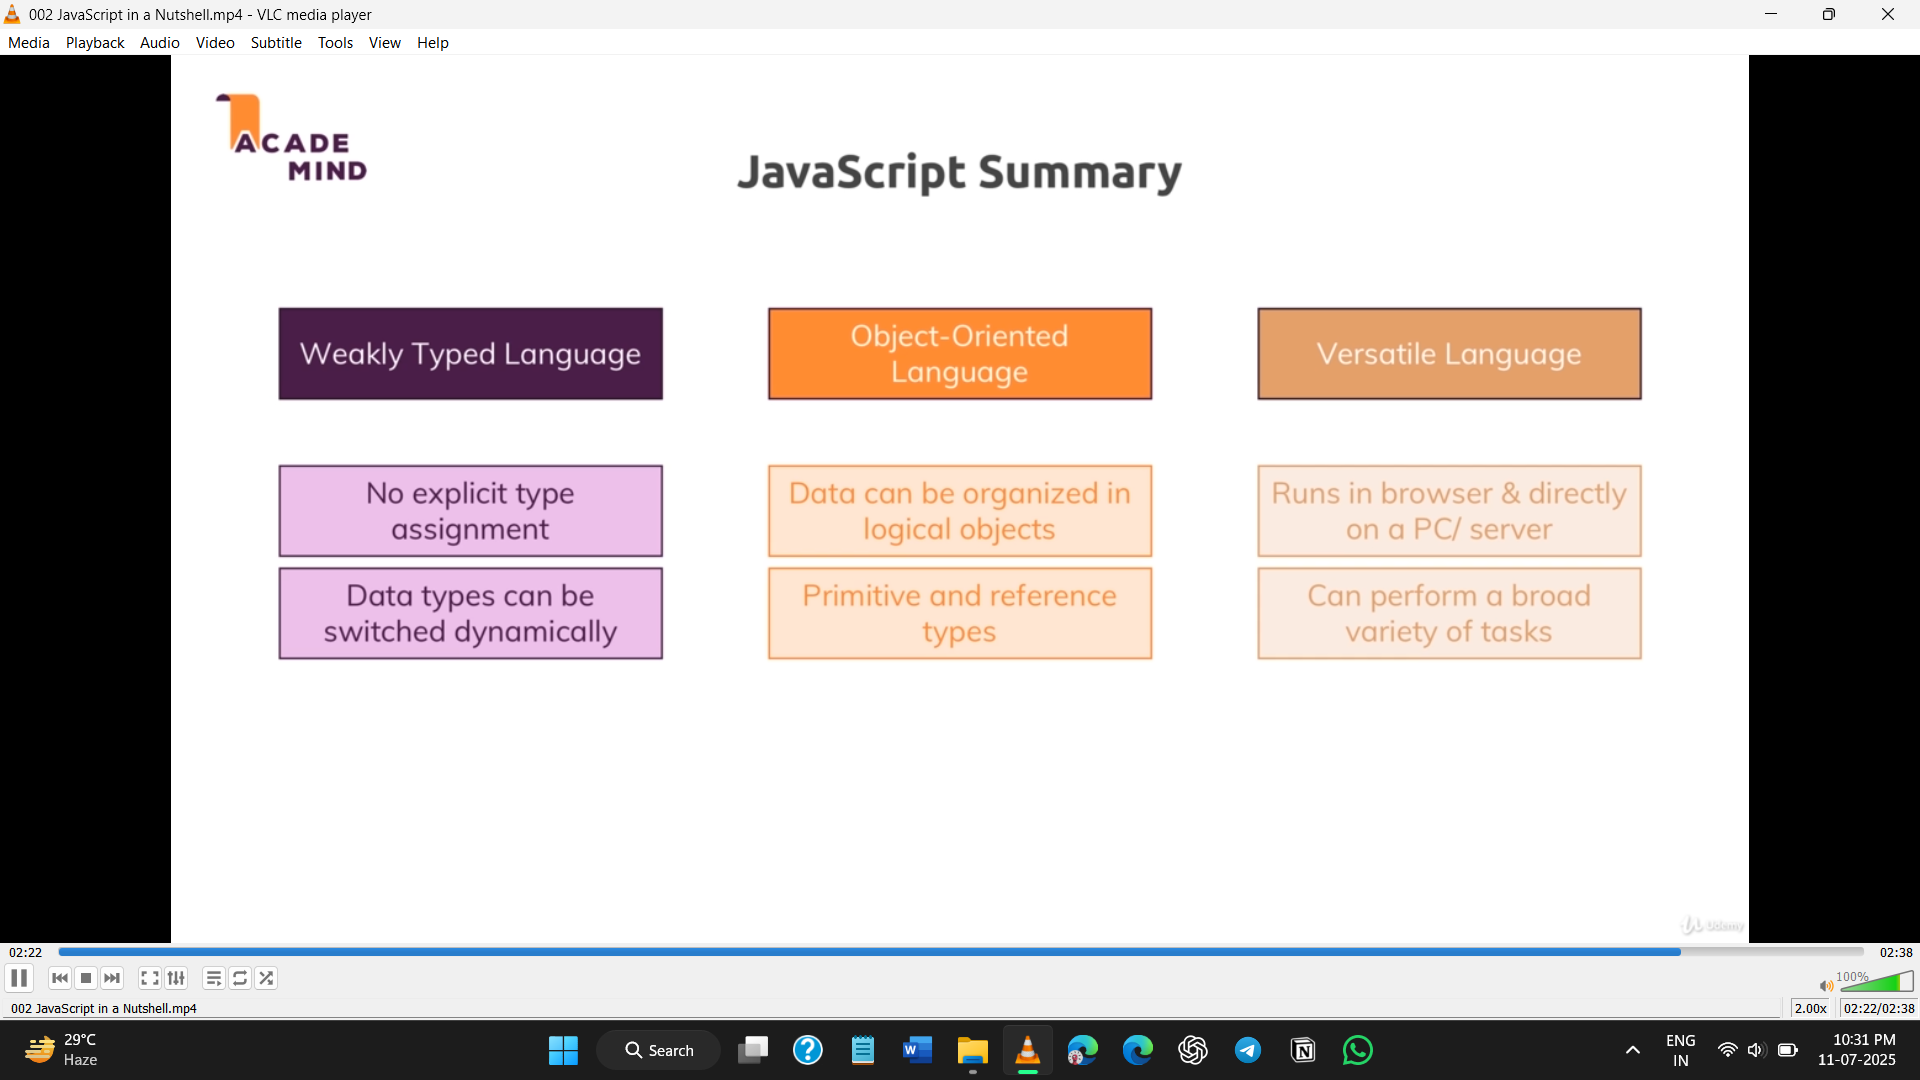 002 JavaScript in a Nutshell.mp4 - VLC media player
Media Playback Audio Video Subtitle Tools View Help
ACADE
MIND
JavaScript Summary
Weakly Typed Language
Object-Oriented
Language
Versatile Language
No explicit type
assignment
Data can be organized in
logical objects
Runs in browser & directly
on a PC/ server
Data types can be
switched dynamically
Primitive and reference
types
Can perform a broad
variety of tasks
Udemy
02:22
02:38
100%
002 JavaScript in a Nutshell.mp4
2.00x
02:22/02:38
29°C
Haze
Search
ENG
IN
10:31 PM
11-07-2025